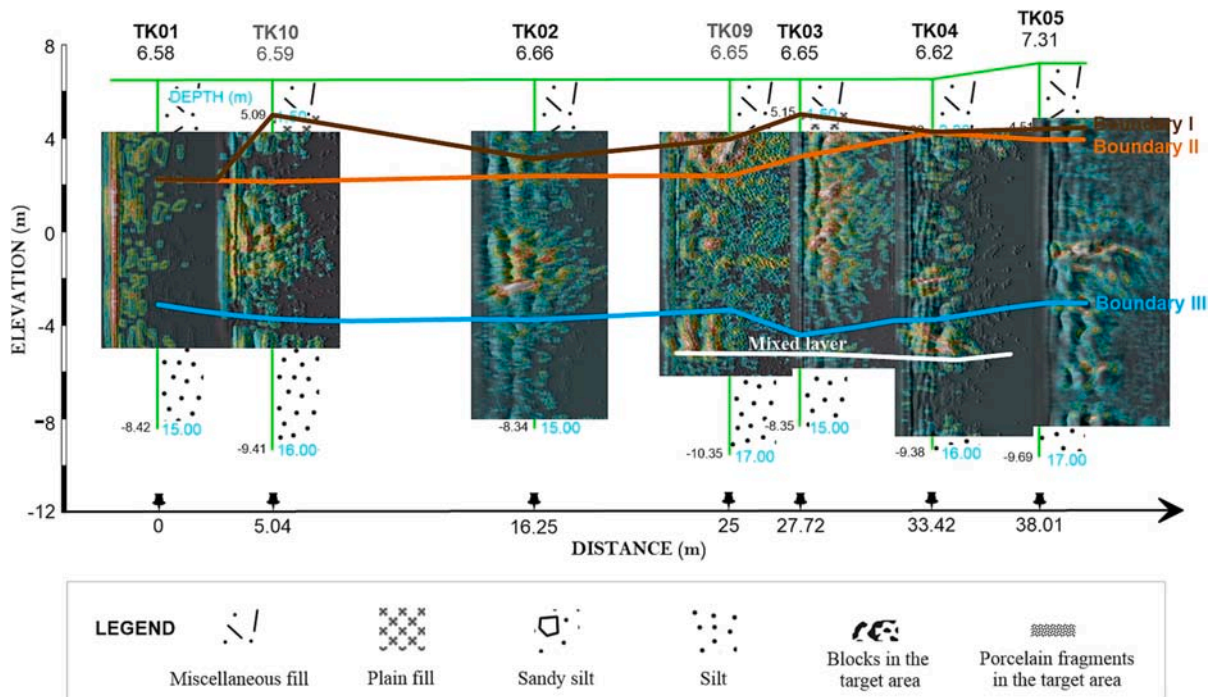 TK01 TK10 TK02 TK09 TK03 TK04 TK05
6.58 6.59 6.66 6.65 6.65 6.62 7.31
8
DEPTH (m)
5.09
5.15
4
Boundary I
Boundary II
0
Boundary III
-4
Mixed layer
-8
-8.42 15.00
-9.41 16.00
-8.34 15.00
-10.35 17.00
-8.35 15.00
-9.38 16.00
-9.69 17.00
-12
ELEVATION (m)
0 5.04 16.25 25 27.72 33.42 38.01
DISTANCE (m)
LEGEND
Miscellaneous fill
Plain fill
Sandy silt
Silt
Blocks in the
target area
Porcelain fragments
in the target area